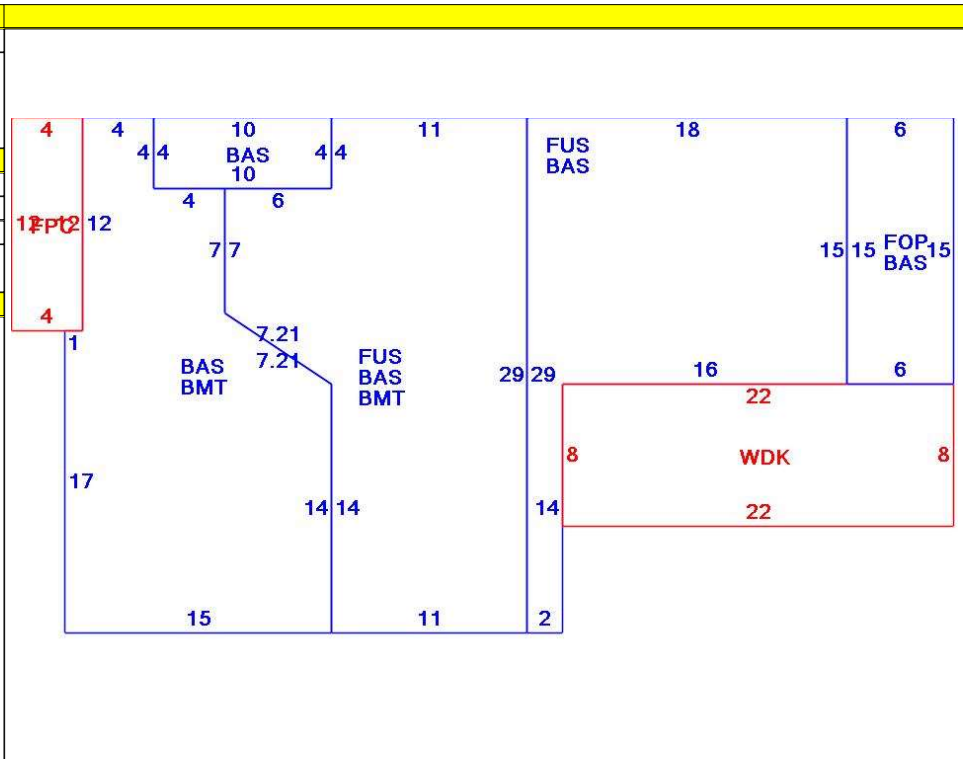 4 4 10 11 18 6
4 4 BAS 4 4 FUS
10 BAS
4 6
12 FPC 12 12
7 7 15 15 FOP 15
BAS
4
1 7.21
7.21
BAS FUS 29 29 16 6
BMT BAS 22
BMT
8 WDK 8
17
14 14 14 22
15 11 2